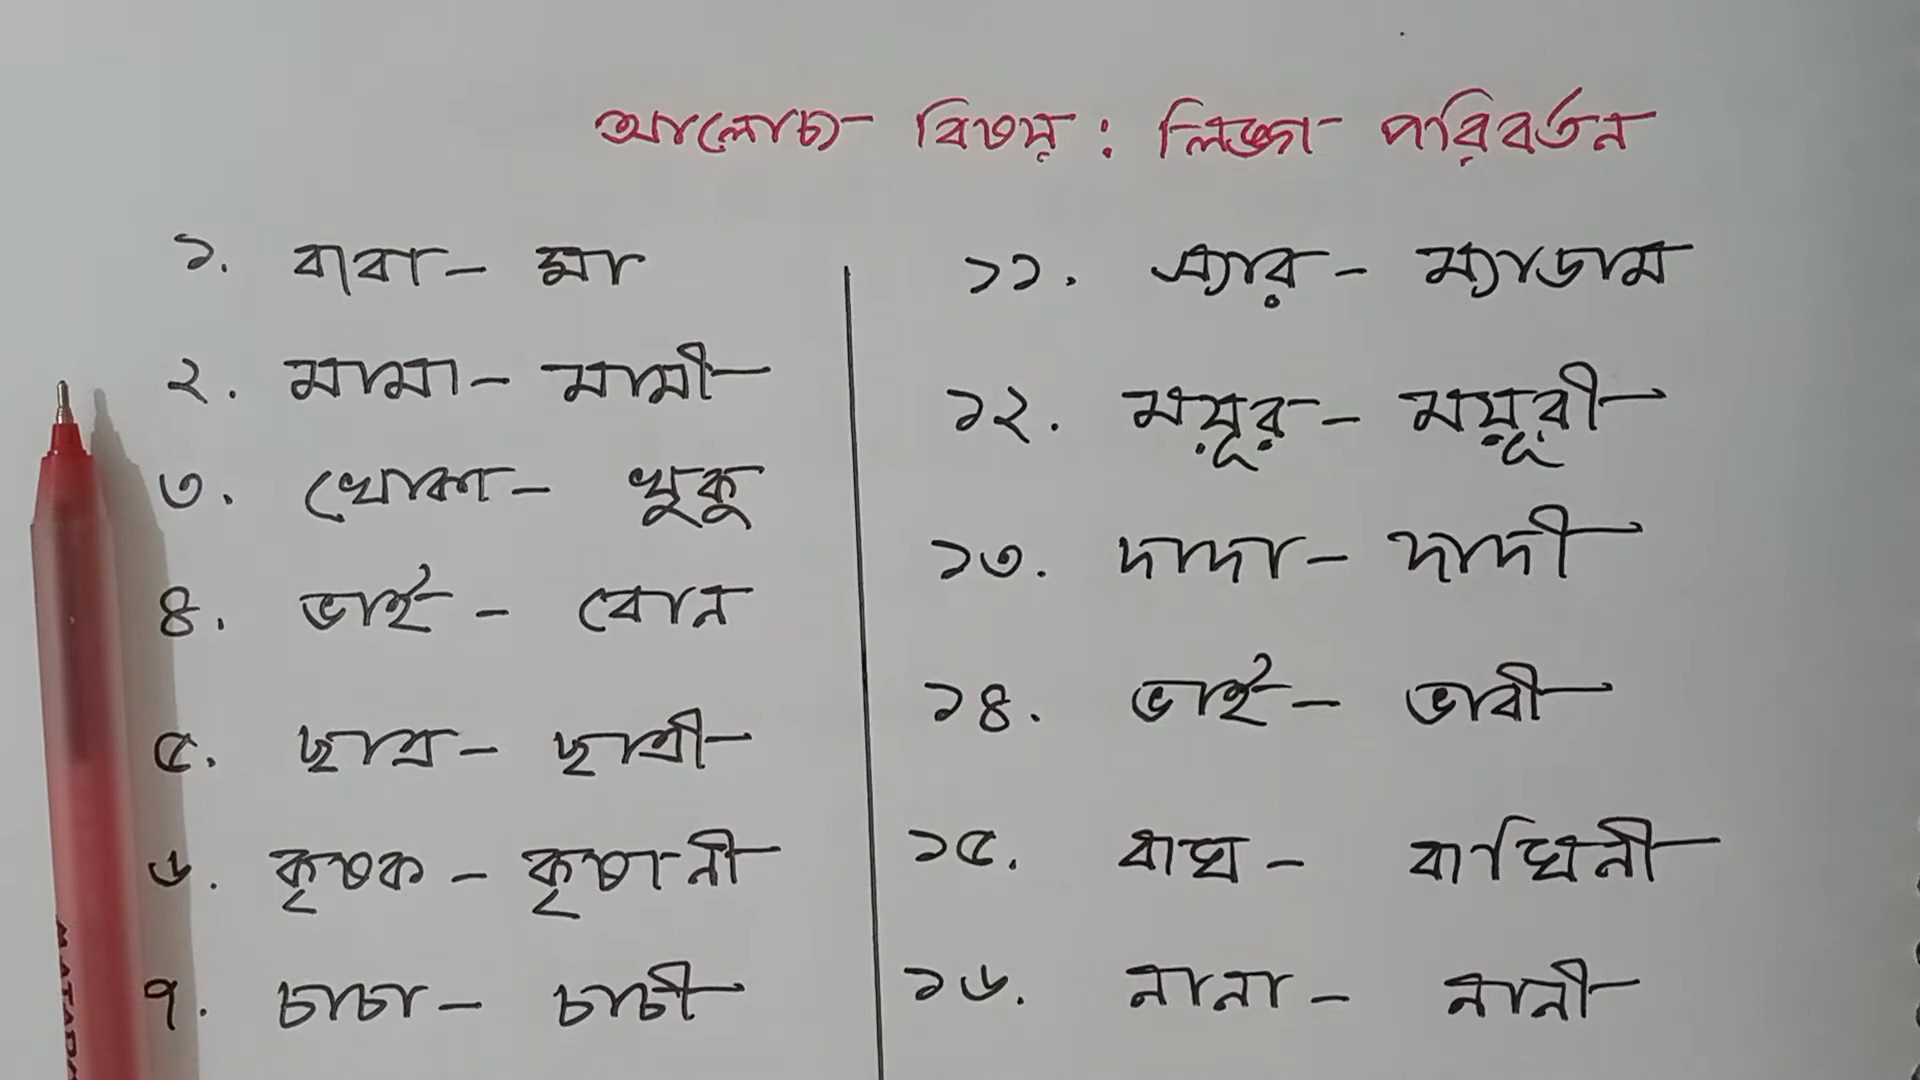 আলোচ্য বিষয় : লিঙ্গ পরিবর্তন
১. বাবা - মা
২. মামা - মামী
৩. খোকা - খুকু
৪. ভাই - বোন
৫. ছাত্র - ছাত্রী
৬. কৃষক - কৃষানী
৭. চাচা - চাচী
১১. স্যার - ম্যাডাম
১২. ময়ূর - ময়ূরী
১৩. দাদা - দাদী
১৪. ভাই - ভাবী
১৫. বাঘ - বাঘিনী
১৬. নানা - নানী